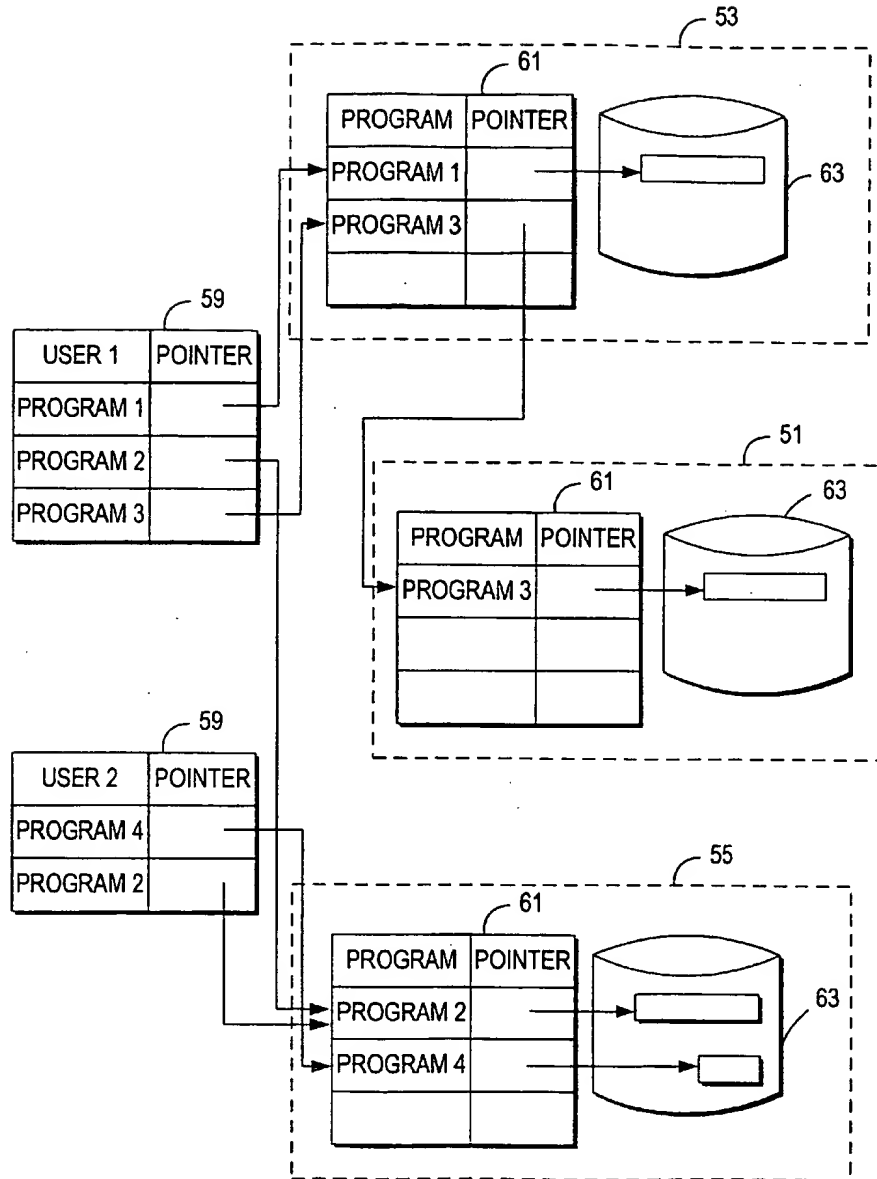 53
61
PROGRAM POINTER
PROGRAM 1
63
PROGRAM 3
59
USER 1 POINTER
PROGRAM 1
PROGRAM 2
PROGRAM 3
51
61
63
PROGRAM POINTER
PROGRAM 3
59
USER 2 POINTER
PROGRAM 4
PROGRAM 2
55
61
PROGRAM POINTER
PROGRAM 2
63
PROGRAM 4